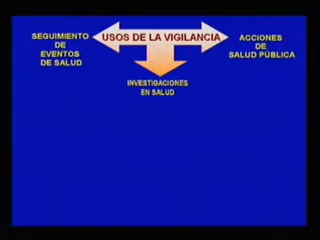 SEGUIMIENTO
DE
EVENTOS
DE SALUD
USOS DE LA VIGILANCIA
ACCIONES
DE
SALUD PÚBLICA
INVESTIGACIONES
EN SALUD